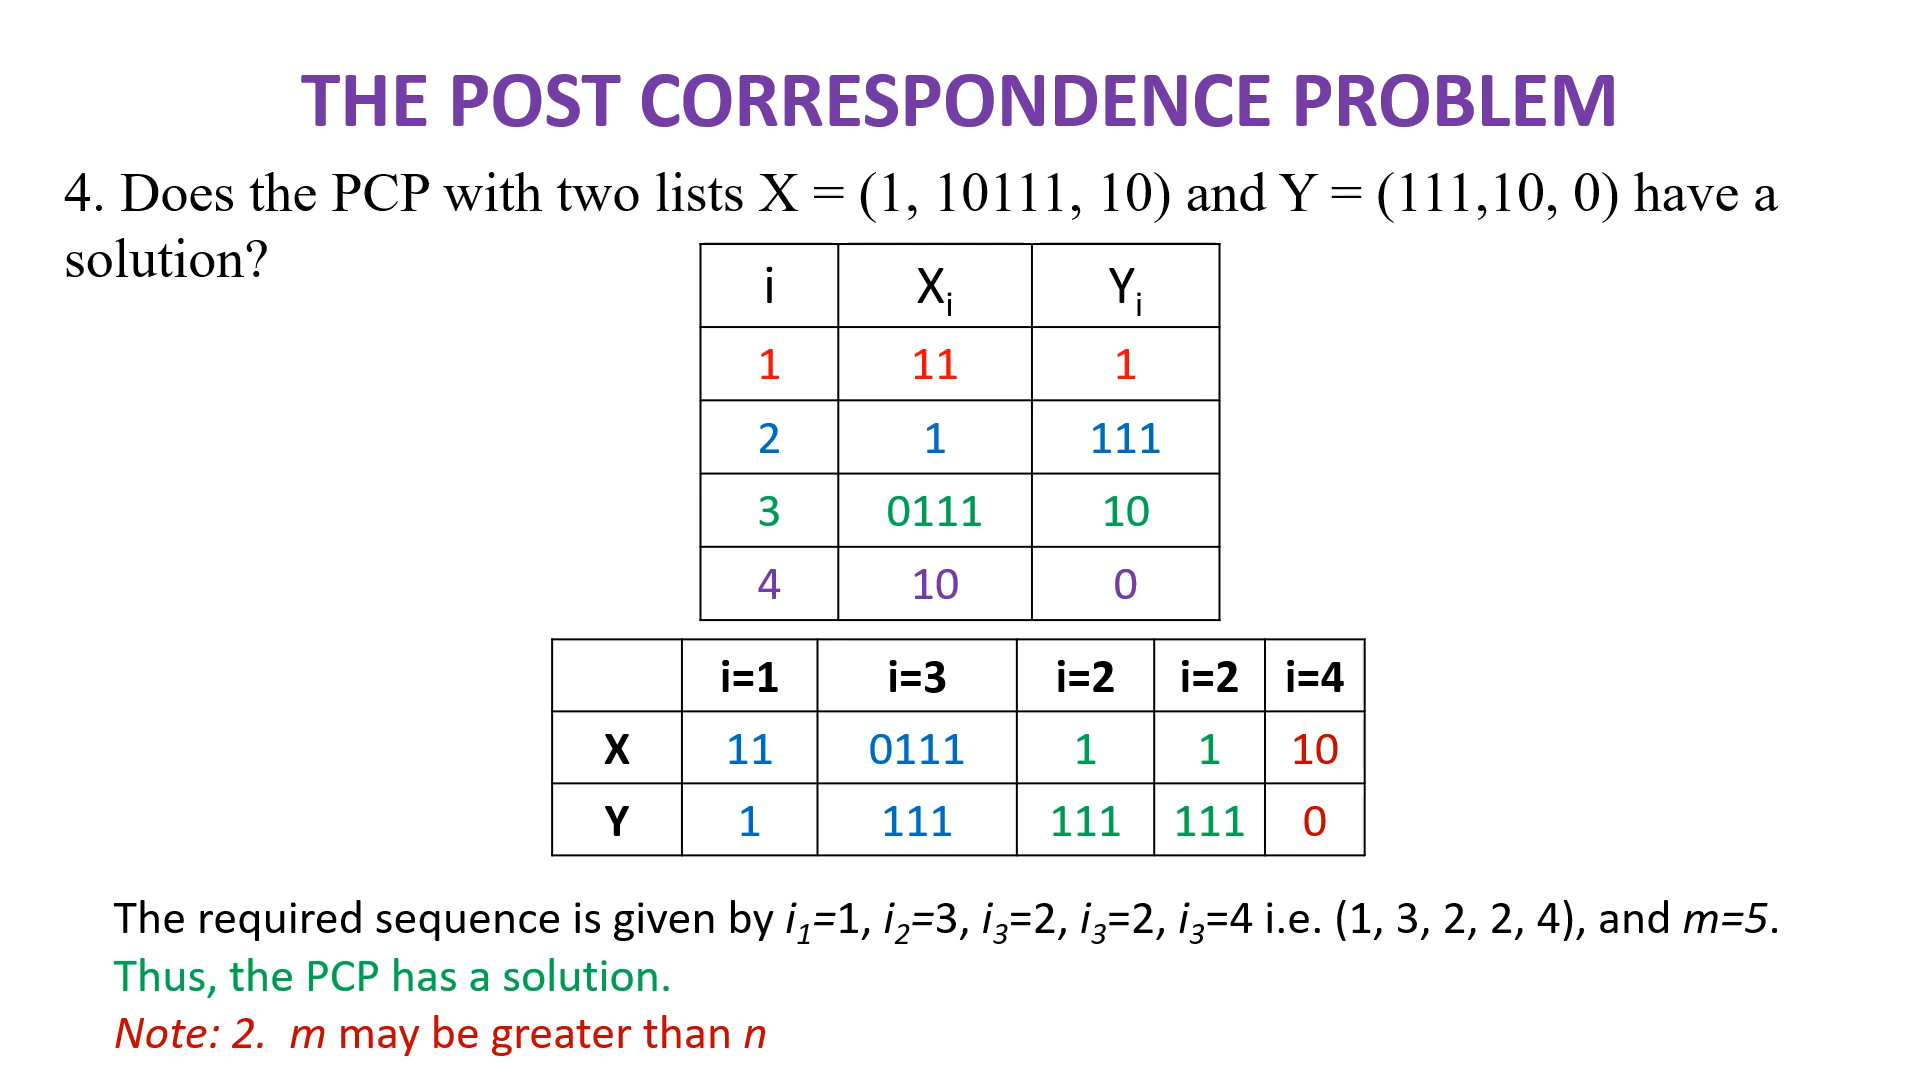 THE POST CORRESPONDENCE PROBLEM
4. Does the PCP with two lists X = (1, 10111, 10) and Y = (111,10, 0) have a
solution?
i Xi Yi
1 11 1
2 1 111
3 0111 10
4 10 0
i=1 i=3 i=2 i=2 i=4
X 11 0111 1 1 10
Y 1 111 111 111 0
The required sequence is given by i1=1, i2=3, i3=2, i3=2, i3=4 i.e. (1, 3, 2, 2, 4), and m=5.
Thus, the PCP has a solution.
Note: 2. m may be greater than n